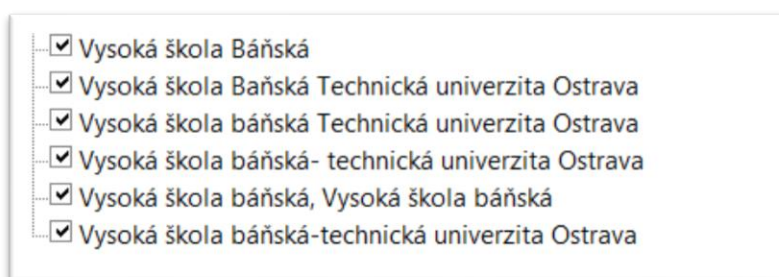 Vysoká škola Báňská
Vysoká škola Baňská Technická univerzita Ostrava
Vysoká škola báňská Technická univerzita Ostrava
Vysoká škola báňská- technická univerzita Ostrava
Vysoká škola báňská, Vysoká škola báňská
Vysoká škola báňská-technická univerzita Ostrava